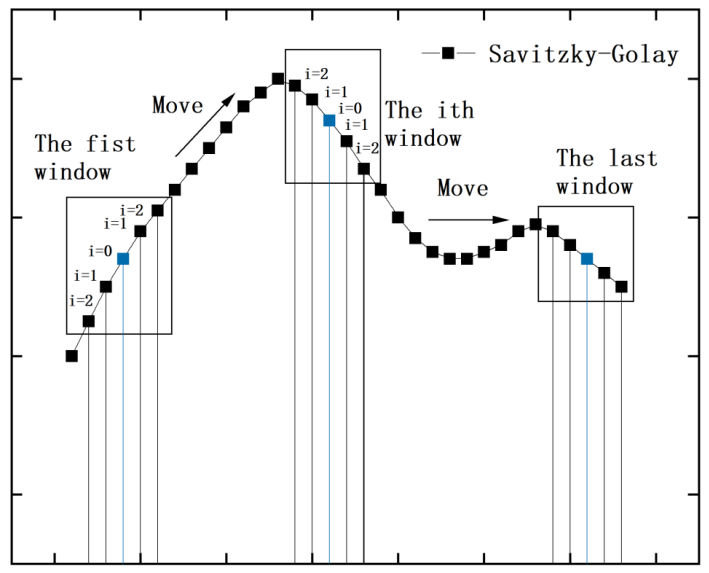 Savitzky-Golay
i=2
i=1
i=0
i=1
i=2
The ith
window
Move
The fist
window
i=2
i=1
i=0
i=1
i=2
Move
The last
window